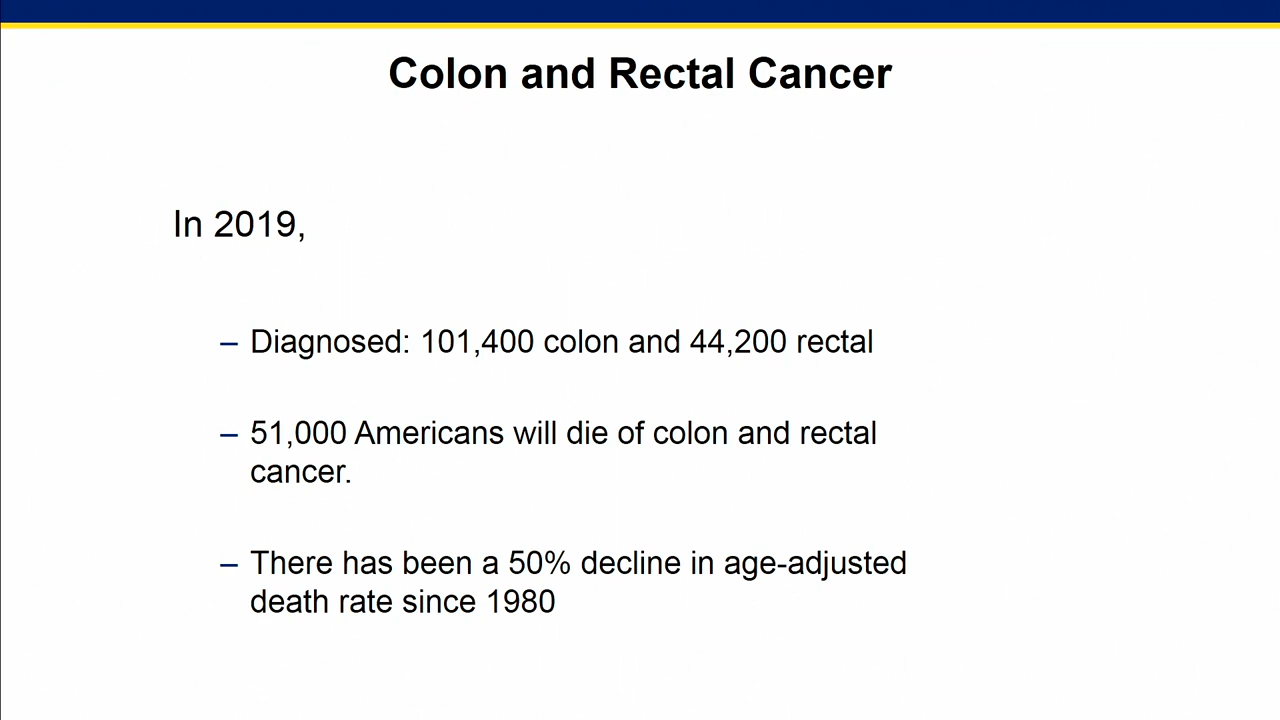 Colon and Rectal Cancer
In 2019,
– Diagnosed: 101,400 colon and 44,200 rectal
– 51,000 Americans will die of colon and rectal
cancer.
– There has been a 50% decline in age-adjusted
death rate since 1980